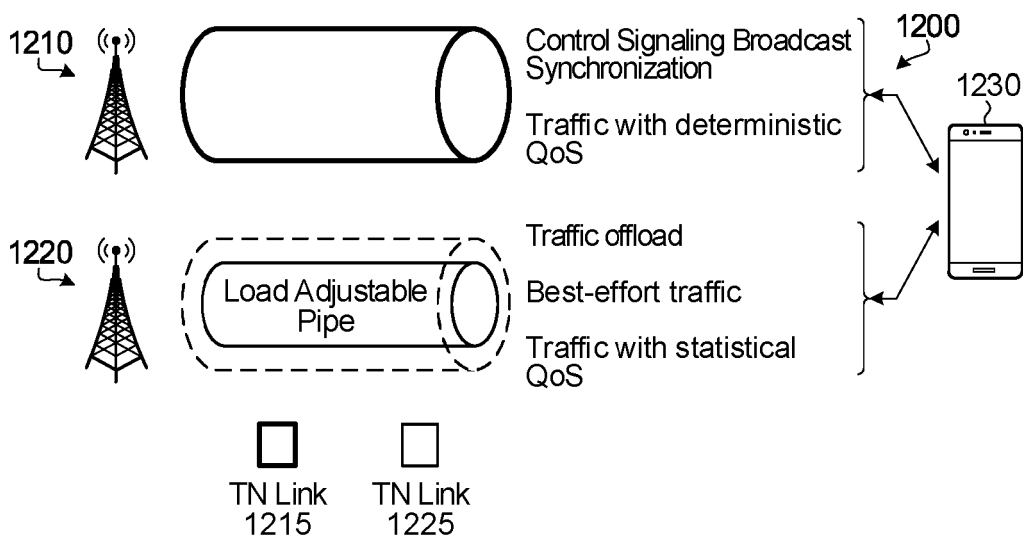 1210
Control Signaling Broadcast
Synchronization
Traffic with deterministic
QoS
1200
1230
1220
Load Adjustable
Pipe
Traffic offload
Best-effort traffic
Traffic with statistical
QoS
TN Link
1215
TN Link
1225